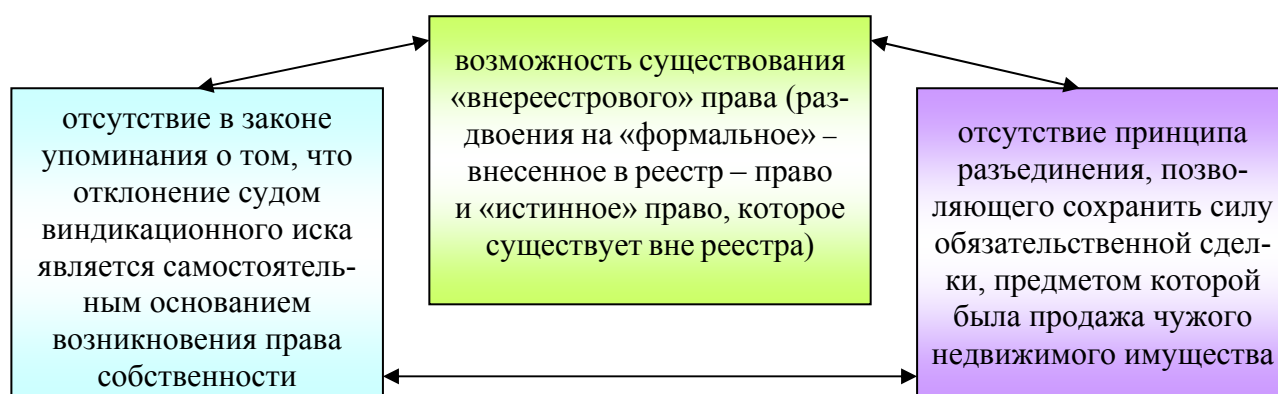 отсутствие в законе
упоминания о том, что
отклонение судом
виндикационного иска
является самостоятель-
ным основанием
возникновения права
собственности
возможность существования
«внереестрового» права (раз-
двоения на «формальное» –
внесенное в реестр – право
и «истинное» право, которое
существует вне реестра)
отсутствие принципа
разъединения, позво-
ляющего сохранить силу
обязательственной сдел-
ки, предметом которой
была продажа чужого
недвижимого имущества